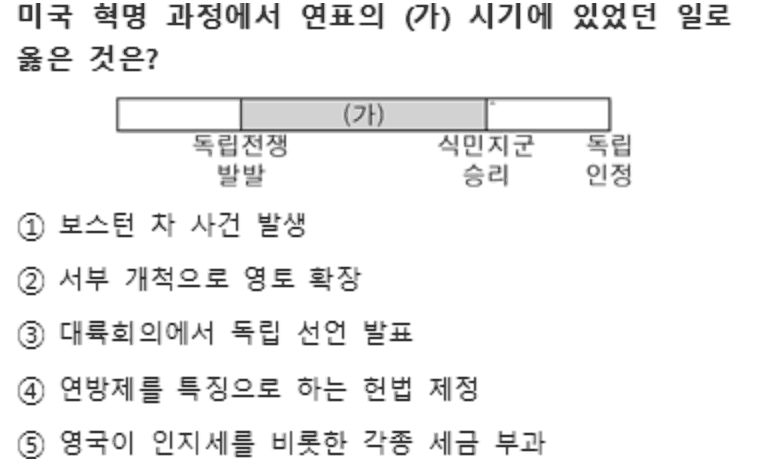 미국 혁명 과정에서 연표의 (가) 시기에 있었던 일로
옳은 것은?
(가)
독립전쟁 식민지군 독립
발발 승리 인정
① 보스턴 차 사건 발생
② 서부 개척으로 영토 확장
③ 대륙회의에서 독립 선언 발표
④ 연방제를 특징으로 하는 헌법 제정
⑤ 영국이 인지세를 비롯한 각종 세금 부과